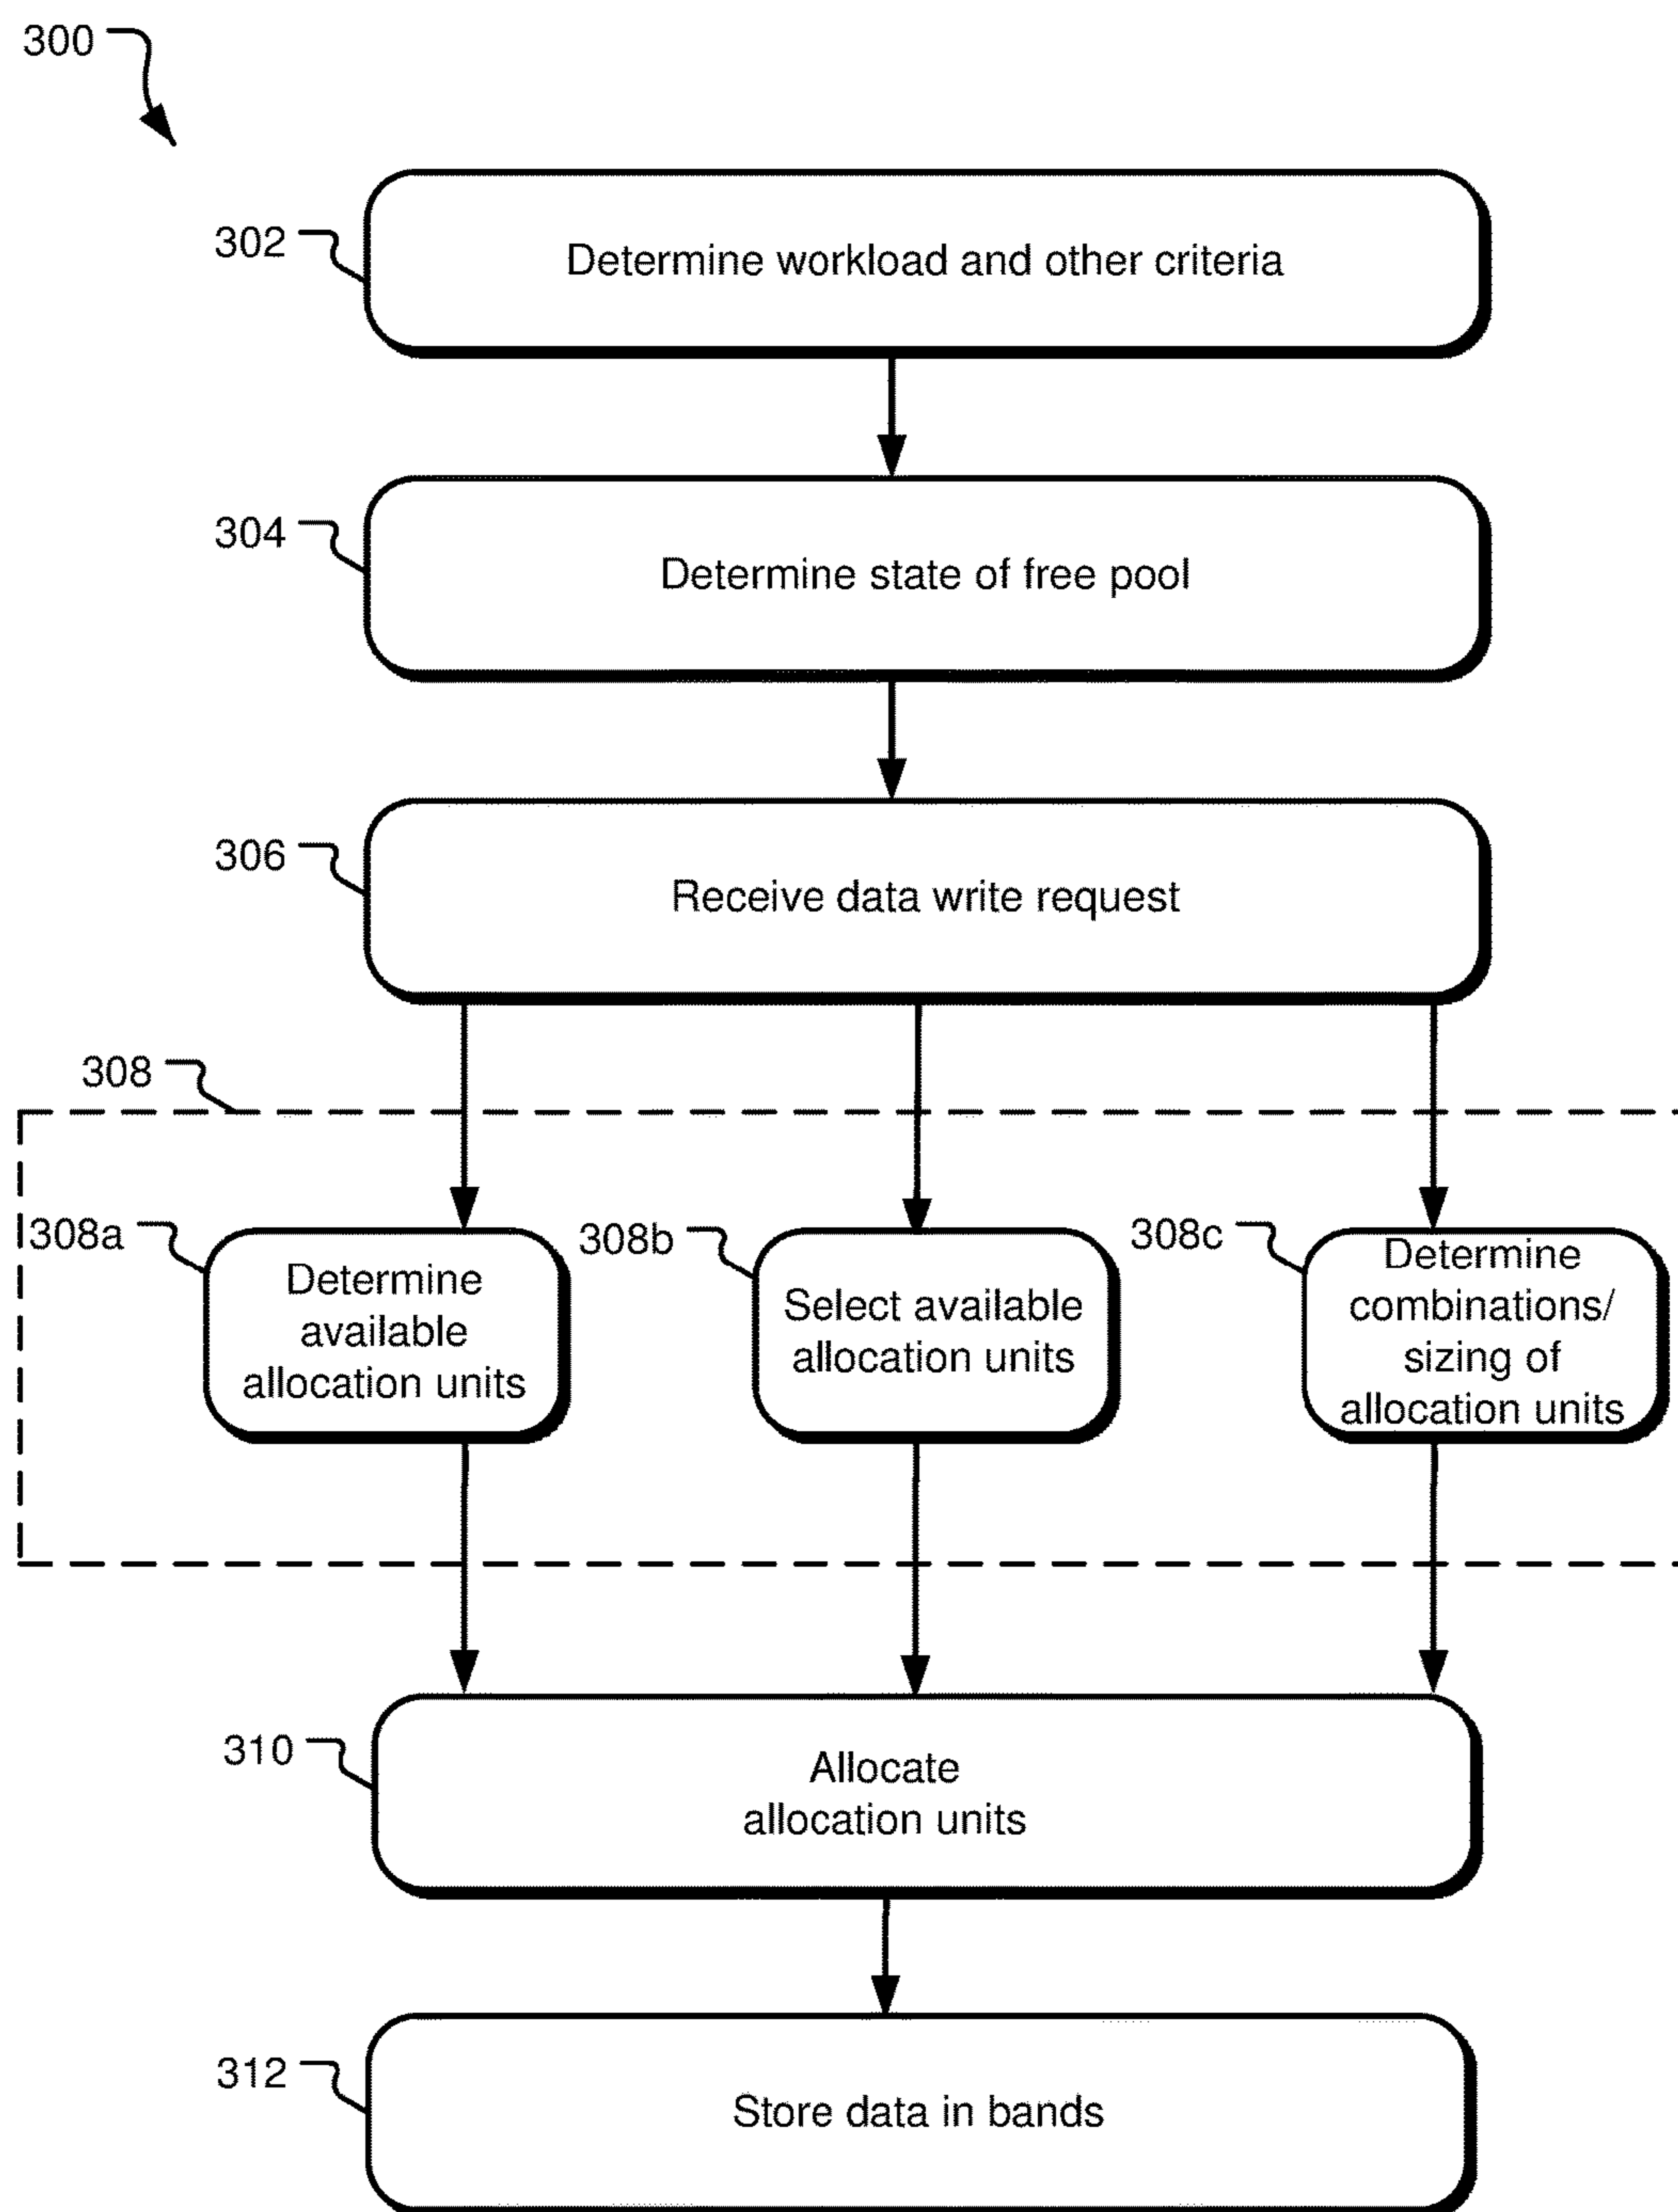 300
302
Determine workload and other criteria
304
Determine state of free pool
306
Receive data write request
308
308a
Determine
available
allocation units
308b
Select available
allocation units
308c
Determine
combinations/
sizing of
allocation units
310
Allocate
allocation units
312
Store data in bands